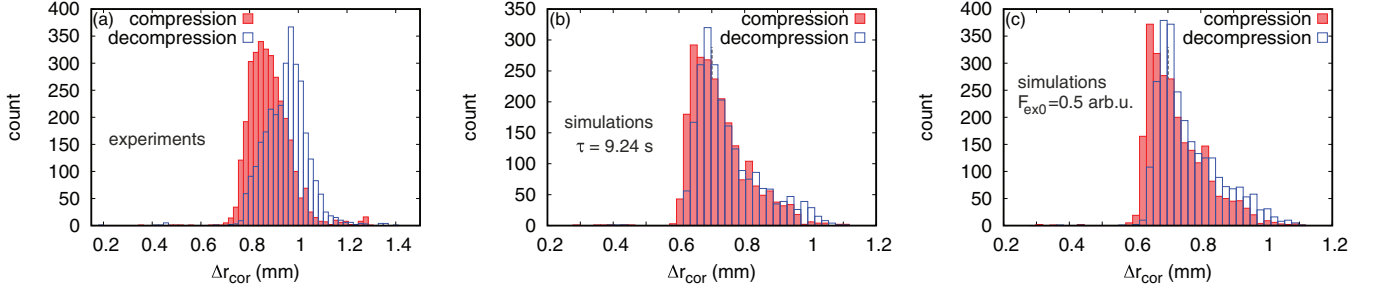 (a)
compression
decompression
experiments
count
400
350
300
250
200
150
100
50
0
0.2 0.4 0.6 0.8 1 1.2 1.4
Δr_cor (mm)
(b)
compression
decompression
simulations
τ = 9.24 s
count
350
300
250
200
150
100
50
0
0.2 0.4 0.6 0.8 1 1.2
Δr_cor (mm)
(c)
compression
decompression
simulations
F_ex0=0.5 arb.u.
count
400
350
300
250
200
150
100
50
0
0.2 0.4 0.6 0.8 1 1.2
Δr_cor (mm)